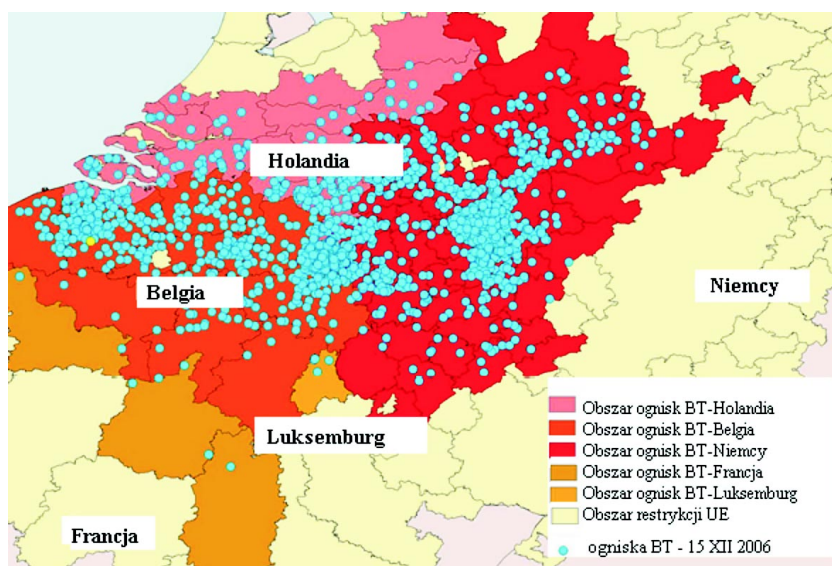 Holandia
Belgia
Niemcy
Luksemburg
Francja
Obszar ognisk BT-Holandia
Obszar ognisk BT-Belgia
Obszar ognisk BT-Niemcy
Obszar ognisk BT-Francja
Obszar ognisk BT-Luksemburg
Obszar restrykcji UE
ogniska BT - 15 XII 2006